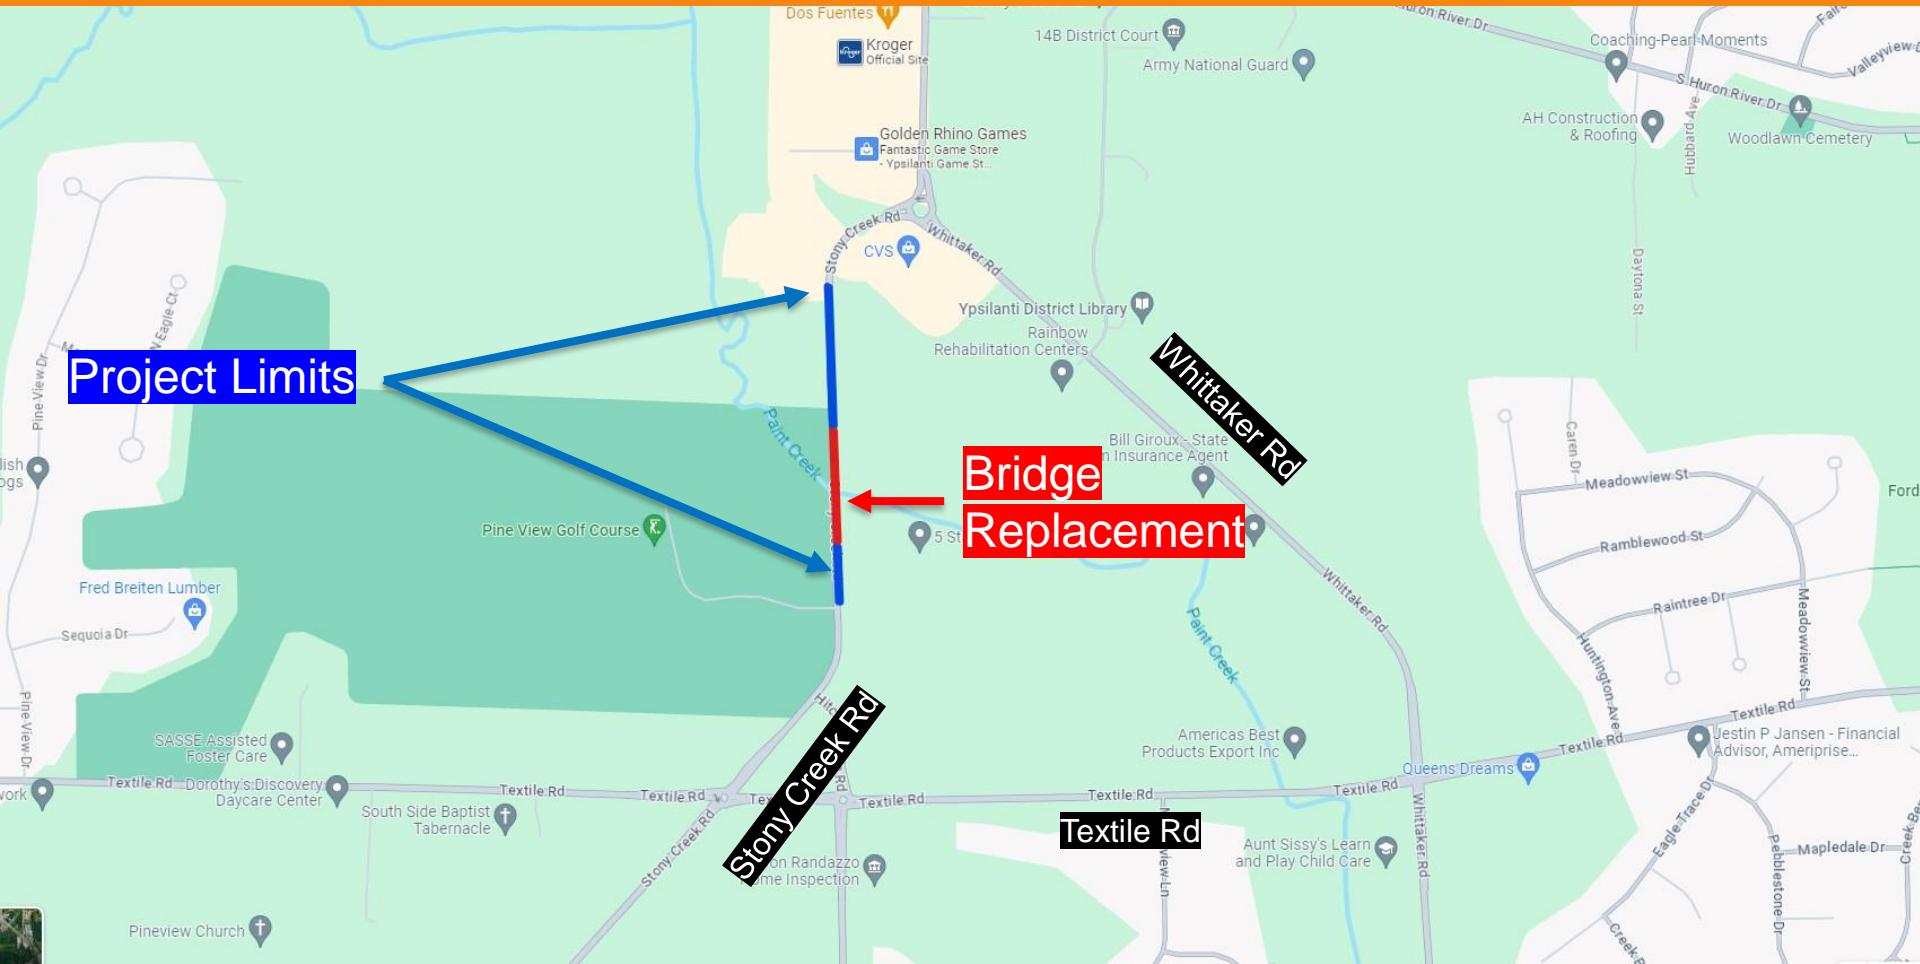 Dos Fuentes
Kroger
Official Site
14B District Court
Army National Guard
Huron River Dr
Coaching-Pearl Moments
Valleyview
S Huron River Dr
AH Construction
& Roofing
Hubbard Ave
Woodlawn Cemetery
Golden Rhino Games
Fantastic Game Store
- Ypsilanti Game St...
Stony Creek Rd
Whittaker Rd
CVS
Daytona St
N Eagle Ct
Pine View Dr
Ypsilanti District Library
Rainbow
Rehabilitation Centers
Project Limits
Whittaker Rd
Paint Creek
Bill Giroux - State
Insurance Agent
Bridge
Replacement
Caren Dr
Meadowview St
Ford
Ramblewood St
Pine View Golf Course
Fred Breiten Lumber
Sequoia Dr
Whittaker Rd
Raintree Dr
Meadowview St
Paint Creek
Huntington Ave
Pine View Dr
Stony Creek Rd
SASSE Assisted
Foster Care
Americas Best
Products Export Inc
Textile Rd
Textile Rd
Jestin P Jansen - Financial
Advisor, Ameriprise...
Queens Dreams
Textile Rd
Dorothy's Discovery
Daycare Center
Textile Rd
Textile Rd
Rd
Textile Rd
Textile Rd
Textile Rd
South Side Baptist
Tabernacle
Textile Rd
Stony Creek Rd
Randazzo
Home Inspection
Aunt Sissy's Learn
and Play Child Care
Whittaker Rd
Eagle Trace D
Pebblestone Dr
Mapledale Dr
Pineview Church